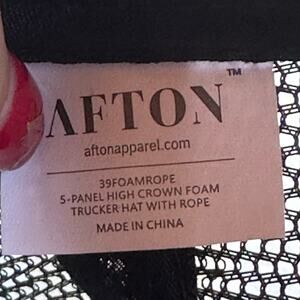 AFTON™
aftonapparel.com
39FOAMROPE
5-PANEL HIGH CROWN FOAM
TRUCKER HAT WITH ROPE
MADE IN CHINA